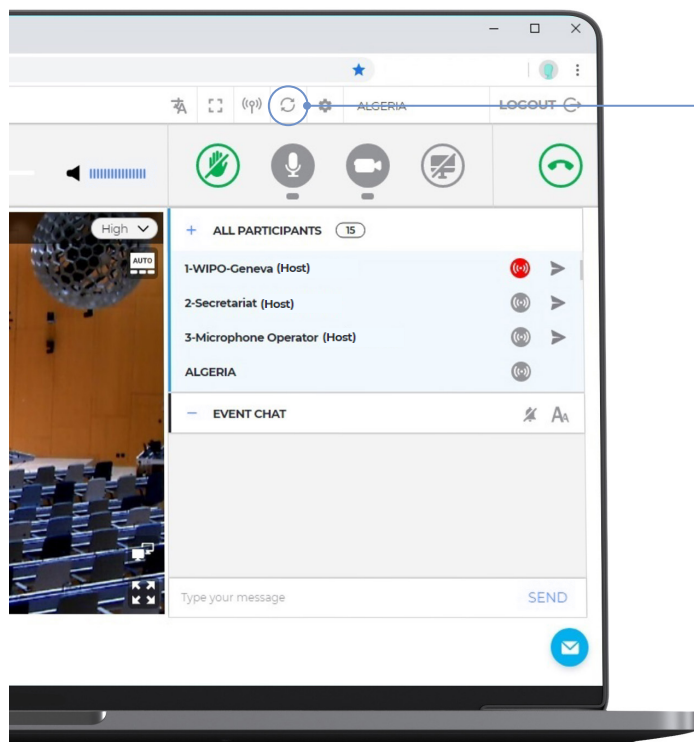 ALGERIA LOGOUT
High
AUTO
+ ALL PARTICIPANTS 15
1-WIPO-Geneva (Host)
2-Secretariat (Host)
3-Microphone Operator (Host)
ALGERIA
− EVENT CHAT AA
Type your message SEND